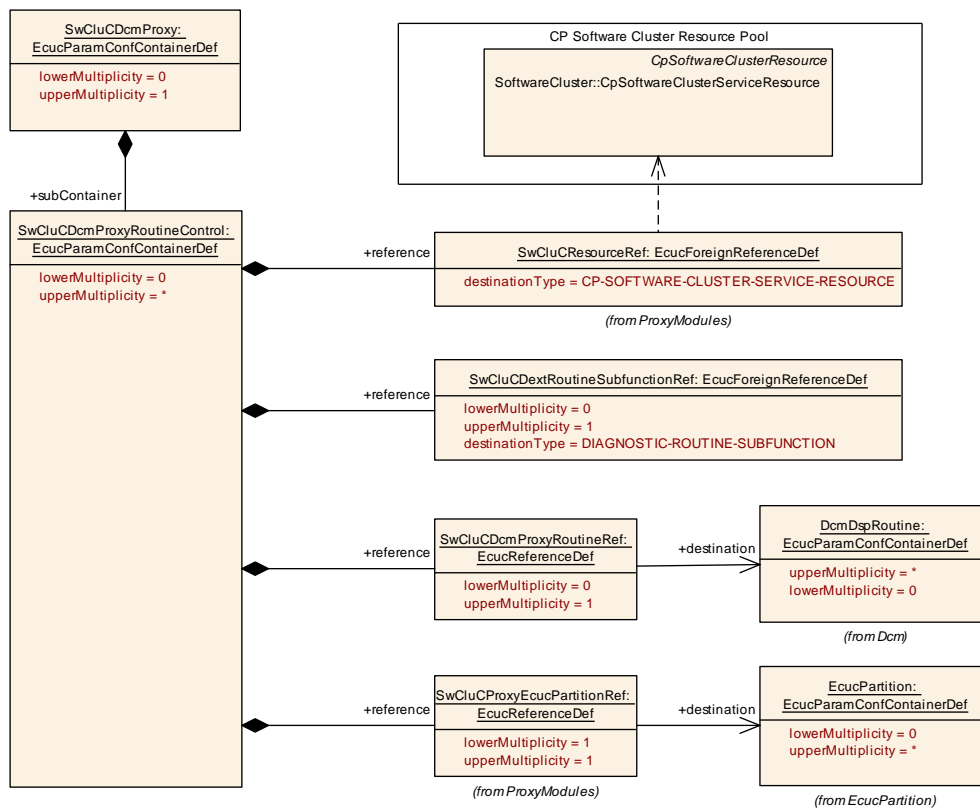 SwCluCDcmProxy:
EcucParamConfContainerDef
lowerMultiplicity = 0
upperMultiplicity = 1
CP Software Cluster Resource Pool
CpSoftwareClusterResource
SoftwareCluster::CpSoftwareClusterServiceResource
+subContainer
SwCluCDcmProxyRoutineControl:
EcucParamConfContainerDef
lowerMultiplicity = 0
upperMultiplicity = *
+reference
SwCluCResourceRef: EcucForeignReferenceDef
destinationType = CP-SOFTWARE-CLUSTER-SERVICE-RESOURCE
(from ProxyModules)
+reference
SwCluCDextRoutineSubfunctionRef: EcucForeignReferenceDef
lowerMultiplicity = 0
upperMultiplicity = 1
destinationType = DIAGNOSTIC-ROUTINE-SUBFUNCTION
+reference
SwCluCDcmProxyRoutineRef:
EcucReferenceDef
lowerMultiplicity = 0
upperMultiplicity = 1
+destination
DcmDspRoutine:
EcucParamConfContainerDef
upperMultiplicity = *
lowerMultiplicity = 0
(from Dcm)
+reference
SwCluCProxyEcucPartitionRef:
EcucReferenceDef
lowerMultiplicity = 1
upperMultiplicity = 1
(from ProxyModules)
+destination
EcucPartition:
EcucParamConfContainerDef
lowerMultiplicity = 0
upperMultiplicity = *
(from EcucPartition)